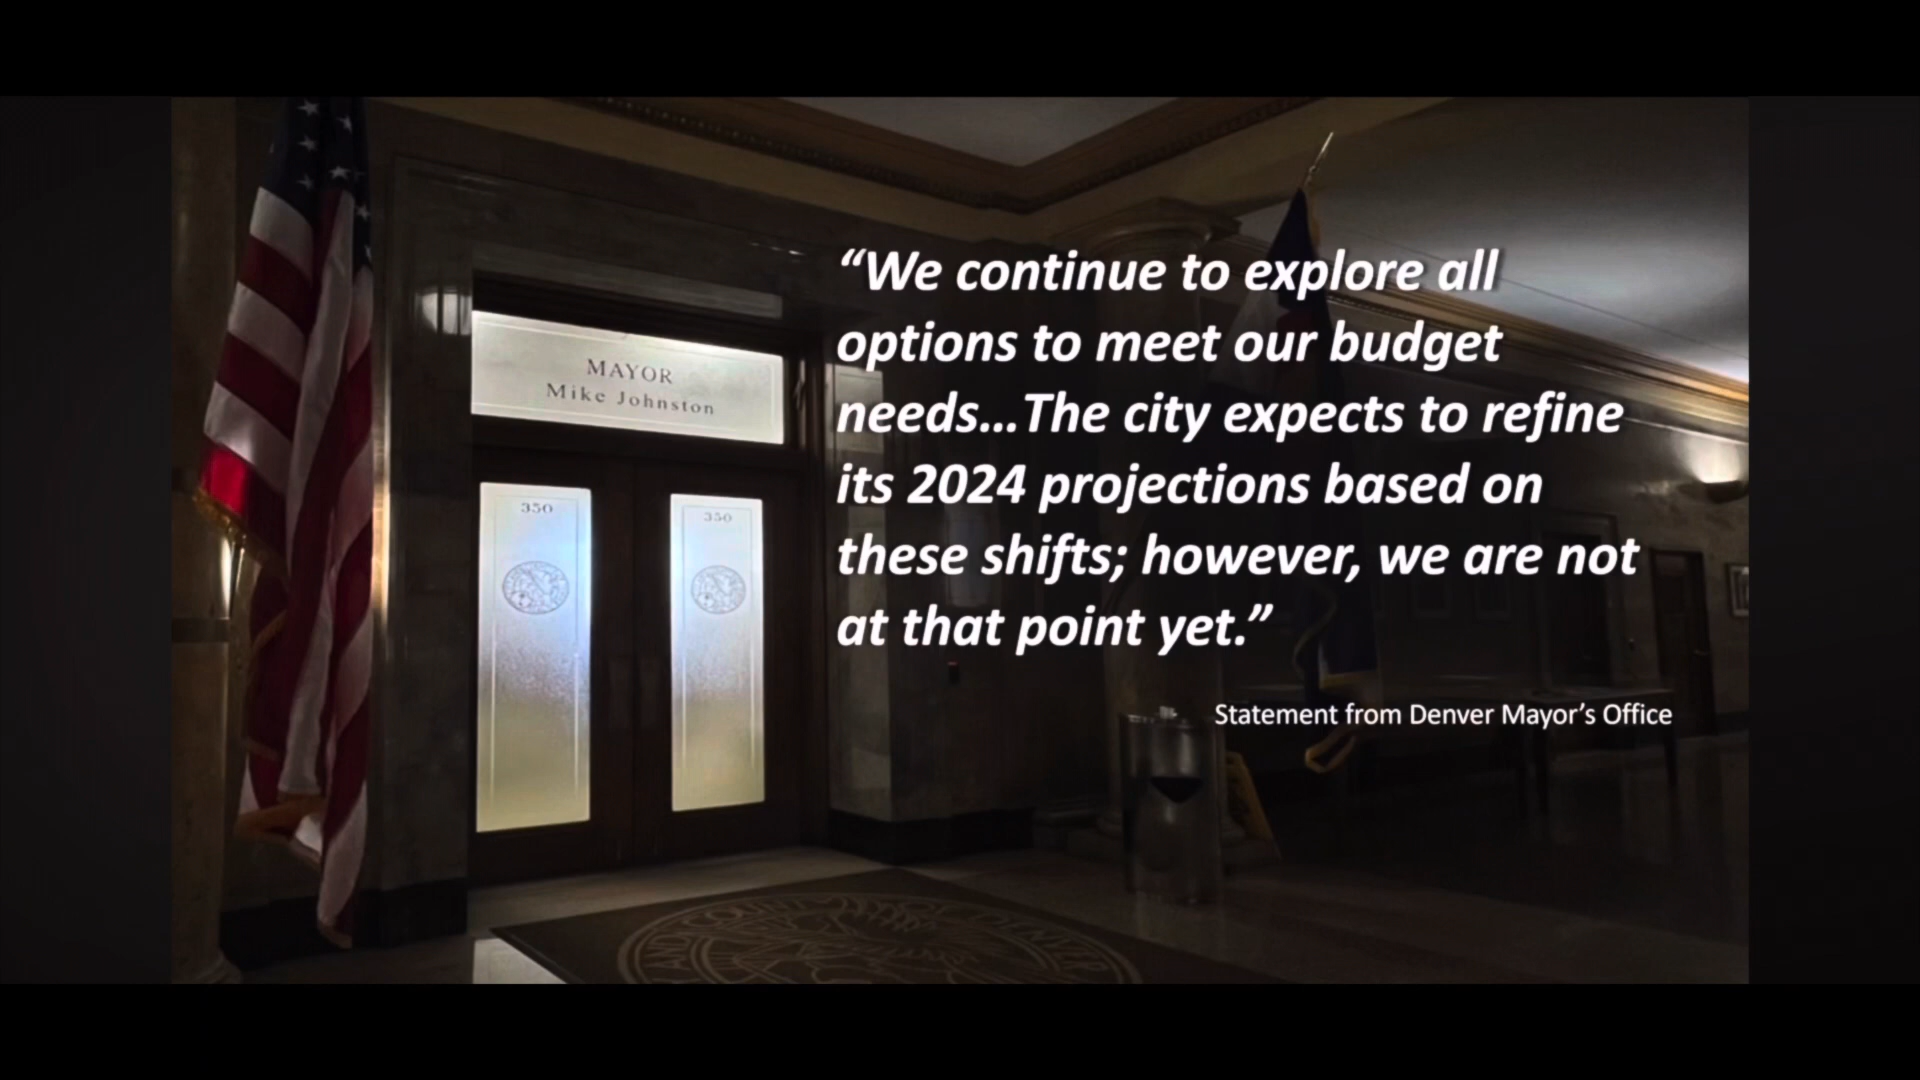 MAYOR
Mike Johnston
350
350
“We continue to explore all
options to meet our budget
needs...The city expects to refine
its 2024 projections based on
these shifts; however, we are not
at that point yet.”
Statement from Denver Mayor’s Office